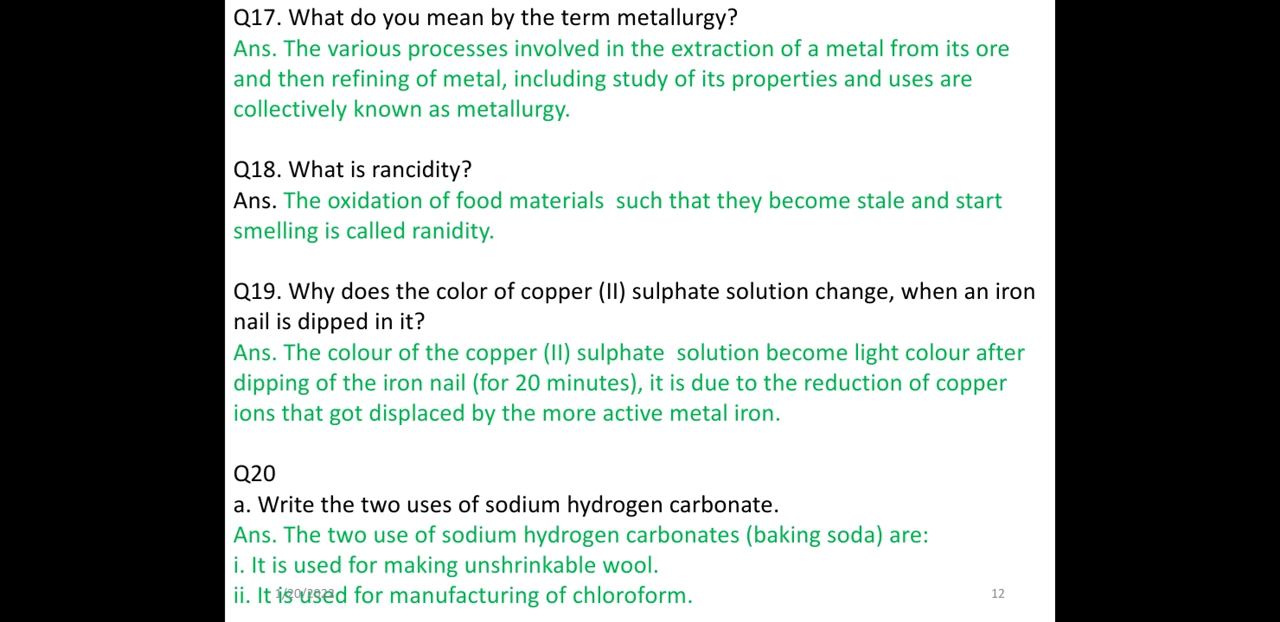 Q17. What do you mean by the term metallurgy?
Ans. The various processes involved in the extraction of a metal from its ore
and then refining of metal, including study of its properties and uses are
collectively known as metallurgy.
Q18. What is rancidity?
Ans. The oxidation of food materials  such that they become stale and start
smelling is called ranidity.
Q19. Why does the color of copper (II) sulphate solution change, when an iron
nail is dipped in it?
Ans. The colour of the copper (II) sulphate  solution become light colour after
dipping of the iron nail (for 20 minutes), it is due to the reduction of copper
ions that got displaced by the more active metal iron.
Q20
a. Write the two uses of sodium hydrogen carbonate.
Ans. The two use of sodium hydrogen carbonates (baking soda) are:
i. It is used for making unshrinkable wool.
ii. It is used for manufacturing of chloroform.
12